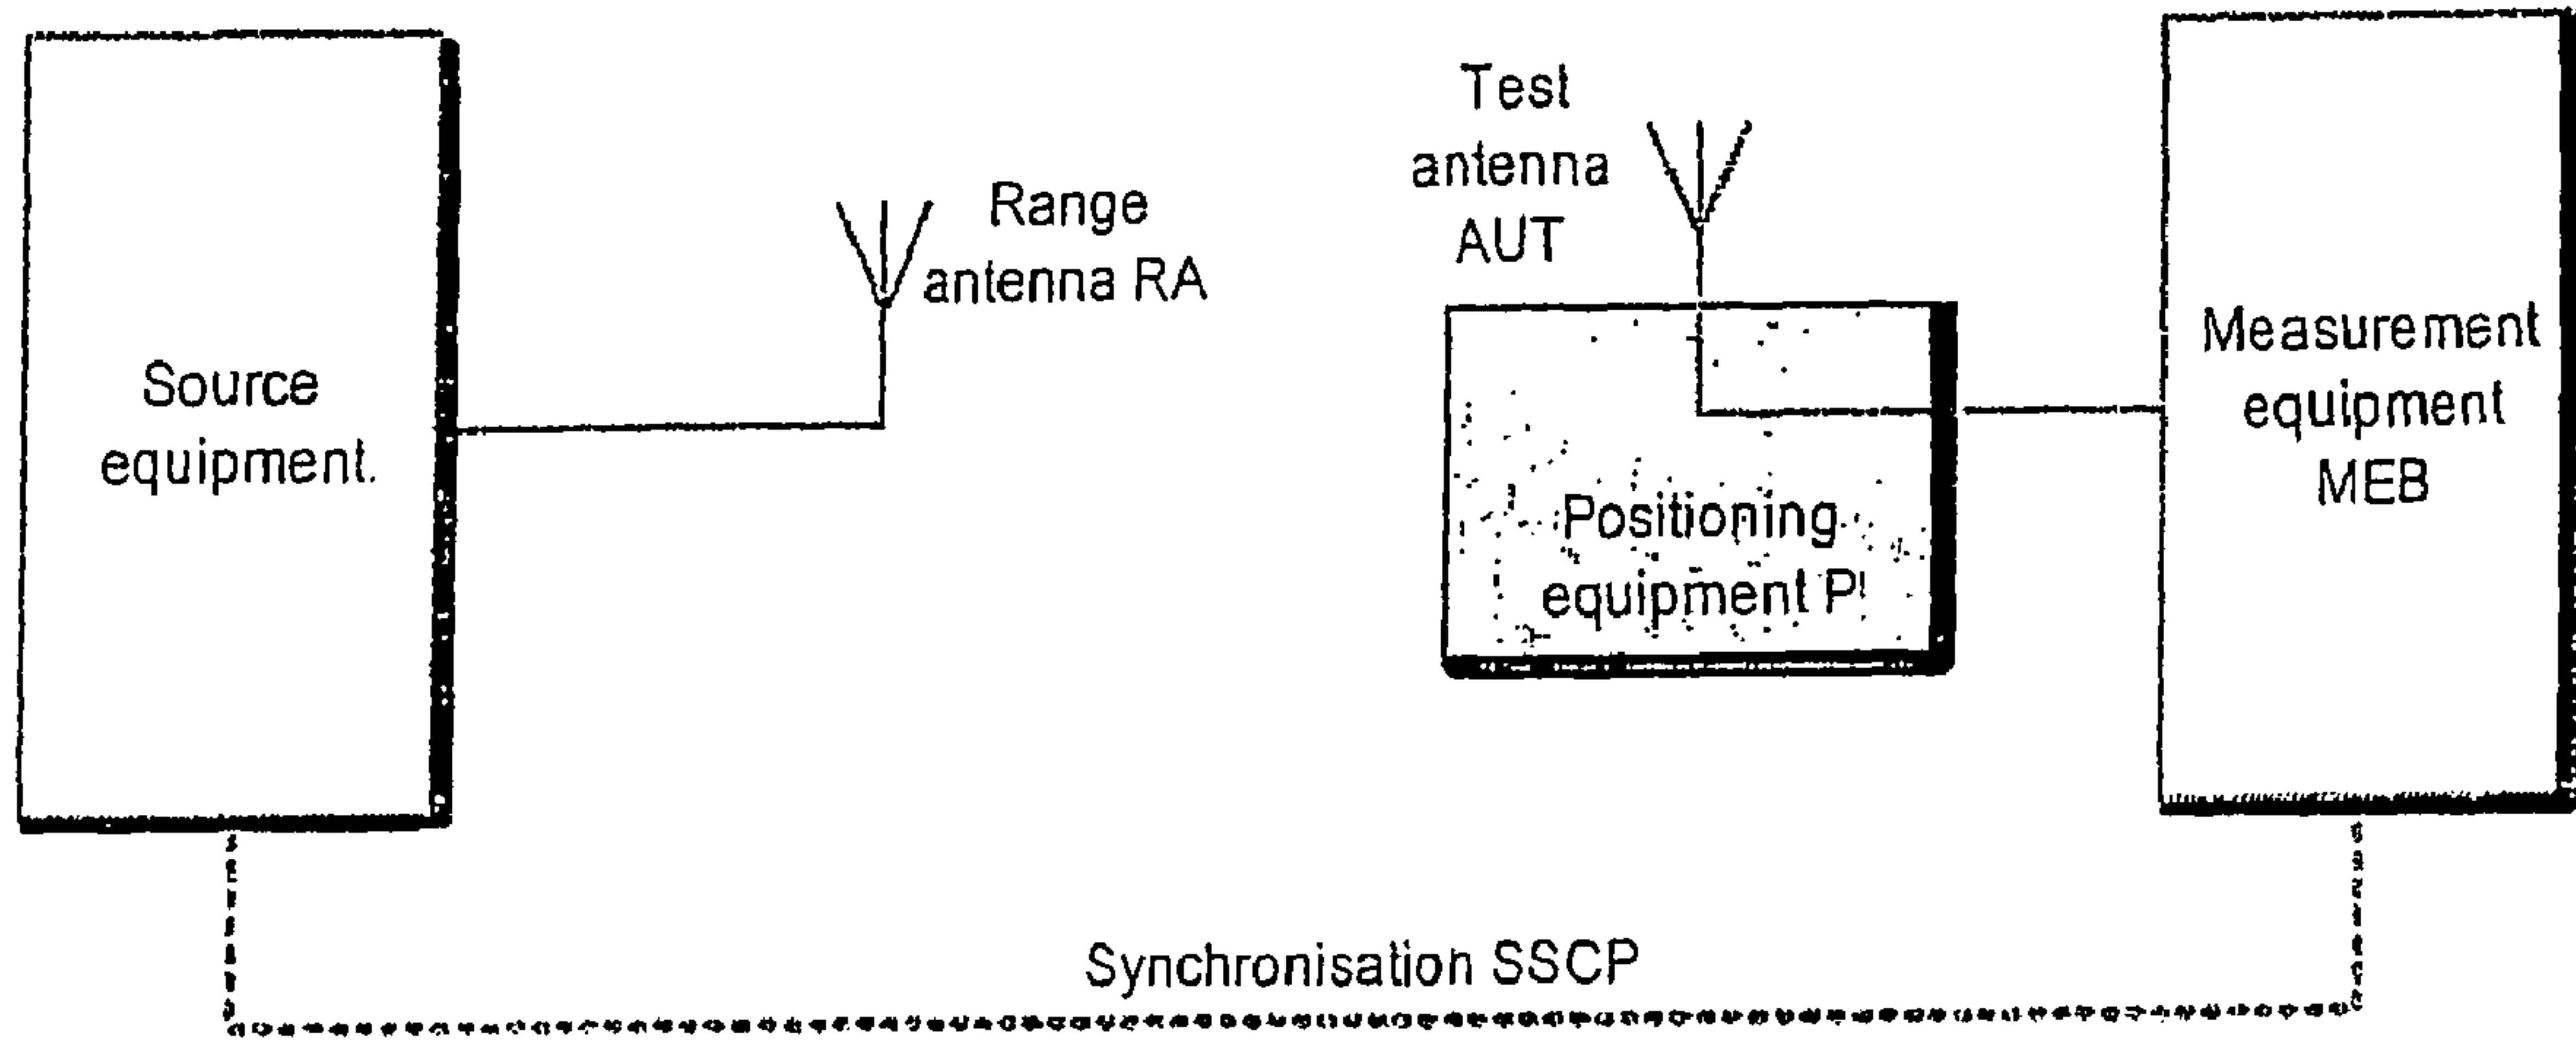 Source
equipment.
Range
antenna RA
Test
antenna
AUT
Positioning
equipment
Measurement
equipment
MEB
Synchronisation SSCP